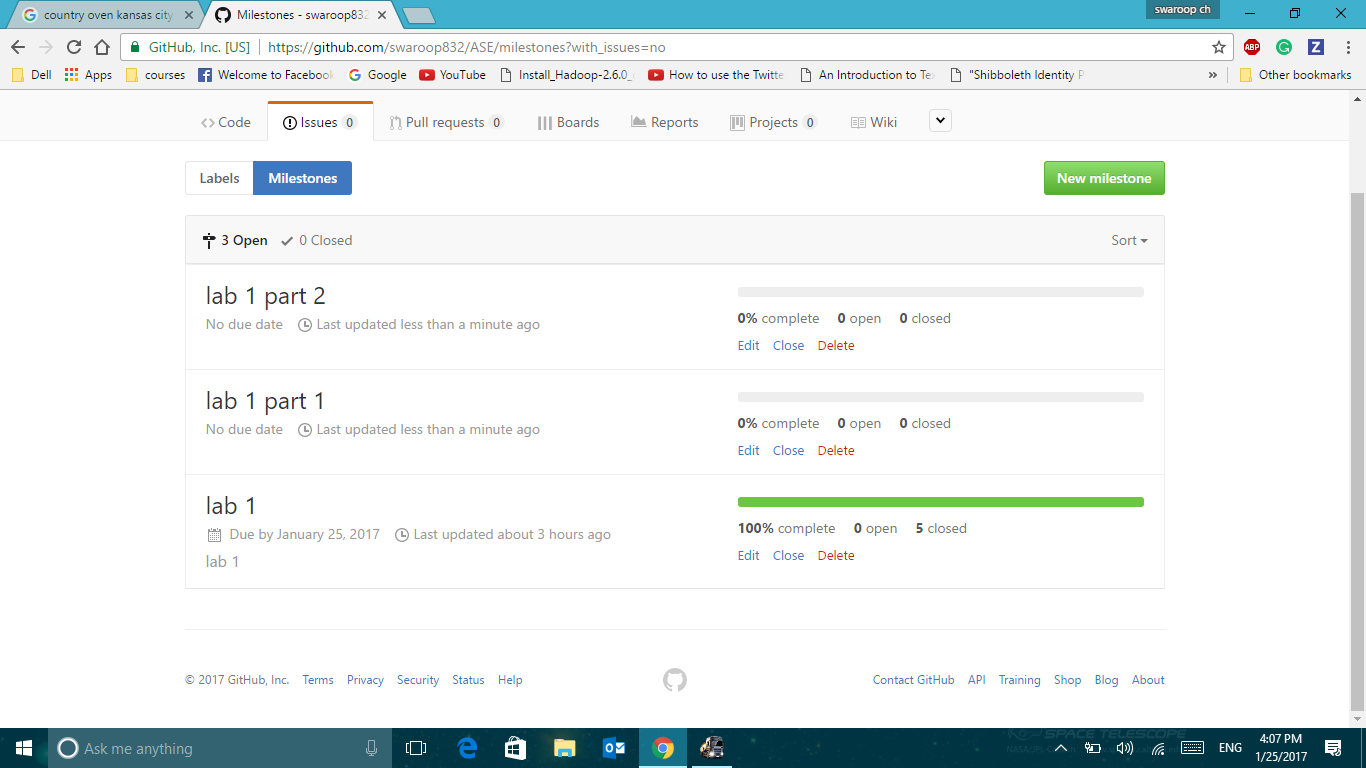 swaroop ch
country oven kansas city
Milestones - swaroop832
GitHub, Inc. [US] https://github.com/swaroop832/ASE/milestones?with_issues=no
ABP
Z
Dell Apps courses Welcome to Facebook Google YouTube Install_Hadoop-2.6.0_ How to use the Twitte An Introduction to Te "Shibboleth Identity P » Other bookmarks
Code Issues 0 Pull requests 0 Boards Reports Projects 0 Wiki
Labels Milestones New milestone
3 Open 0 Closed Sort
lab 1 part 2
No due date Last updated less than a minute ago
0% complete 0 open 0 closed
Edit Close Delete
lab 1 part 1
No due date Last updated less than a minute ago
0% complete 0 open 0 closed
Edit Close Delete
lab 1
Due by January 25, 2017 Last updated about 3 hours ago
lab 1
100% complete 0 open 5 closed
Edit Close Delete
© 2017 GitHub, Inc. Terms Privacy Security Status Help Contact GitHub API Training Shop Blog About
Ask me anything
SPACE TELESCOPE
ENG
4:07 PM
1/25/2017